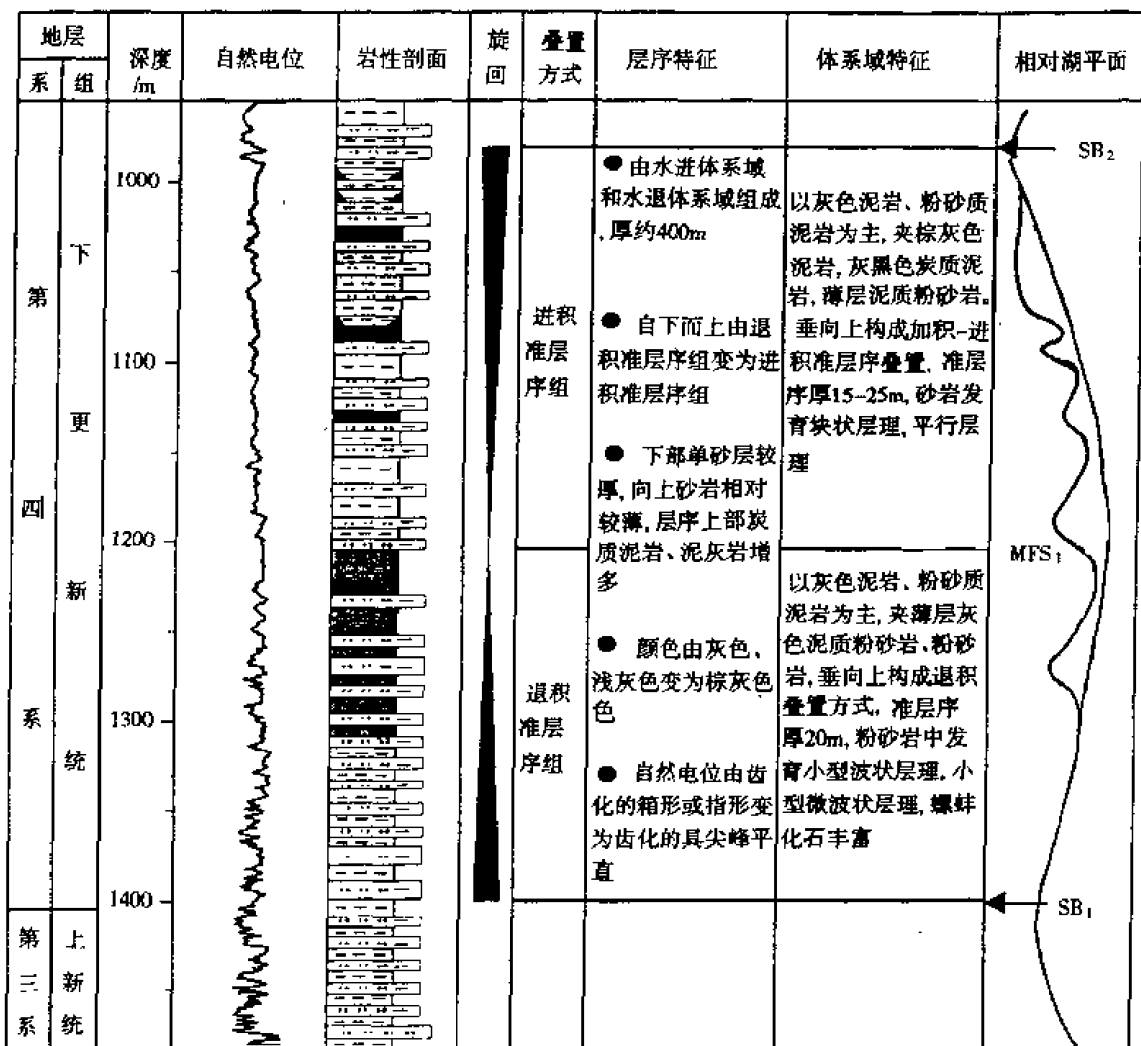 地层
系
组
深度
/m
自然电位
岩性剖面
旋
回
叠置
方式
层序特征
体系域特征
相对湖平面
第
四
系
下
更
新
统
第
三
系
上
新
统
1000
1100
1200
1300
1400
进积
准层
序组
退积
准层
序组
● 由水进体系域
和水退体系域组成
,厚约400m
● 自下而上由退
积准层序组变为进
积准层序组
● 下部单砂层较
厚,向上砂岩相对
较薄,层序上部炭
质泥岩、泥灰岩增
多
● 颜色由灰色、
浅灰色变为棕灰色
色
● 自然电位由齿
化的箱形或指形变
为齿化的具尖峰平
直
以灰色泥岩、粉砂质
泥岩为主,夹棕灰色
泥岩,灰黑色炭质泥
岩,薄层泥质粉砂岩。
垂向上构成加积-进
积准层序叠置,准层
序厚15-25m,砂岩发
育块状层理,平行层
理
以灰色泥岩、粉砂质
泥岩为主,夹薄层灰
色泥质粉砂岩、粉砂
岩,垂向上构成退积
叠置方式,准层序
厚20m,粉砂岩中发
育小型波状层理,小
型微波状层理,螺蚌
化石丰富
SB₂
MFS₁
SB₁